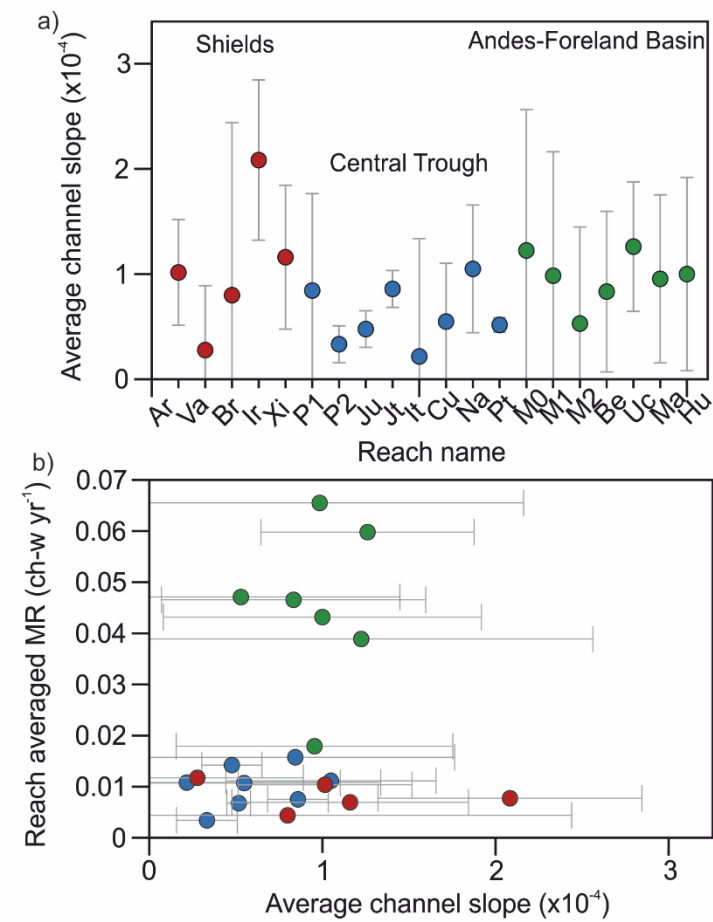 a)
Shields
Andes-Foreland Basin
Central Trough
Average channel slope (x10⁻⁴)
3
2
1
0
Ar Va Br Ir Xi P1 P2 Ju Jt It Cu Na Pt M0 M1 M2 Be Uc Ma Hu
Reach name
b)
Reach averaged MR (ch-w yr⁻¹)
0.07
0.06
0.05
0.04
0.03
0.02
0.01
0
0 1 2 3
Average channel slope (x10⁻⁴)